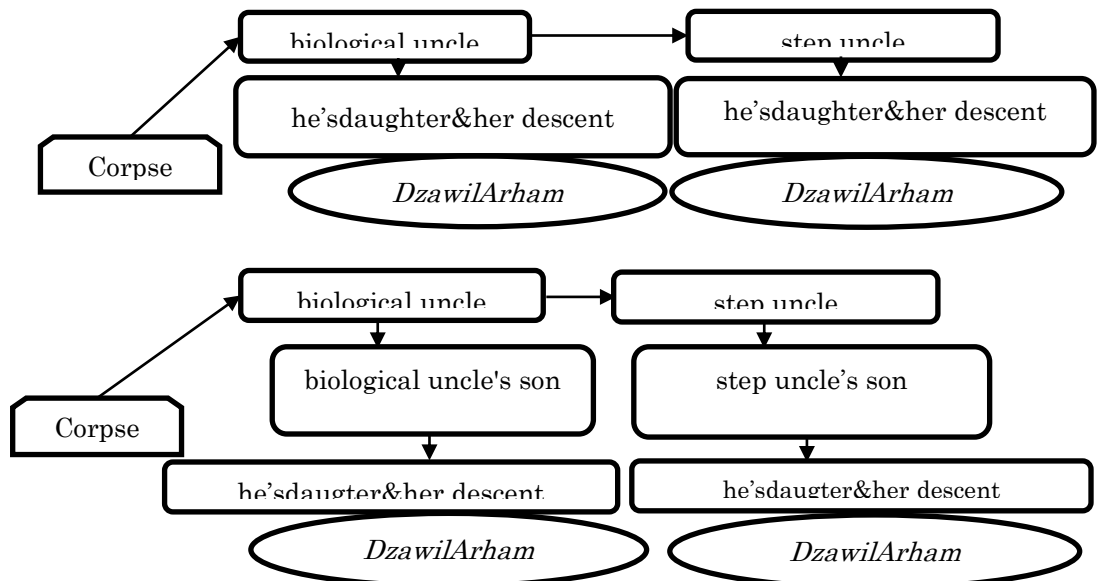 biological uncle
step uncle
he'sdaughter&her descent
he'sdaughter&her descent
Corpse
DzawilArham
DzawilArham
biological uncle
step uncle
biological uncle's son
step uncle’s son
Corpse
he'sdaugter&her descent
he'sdaugter&her descent
DzawilArham
DzawilArham